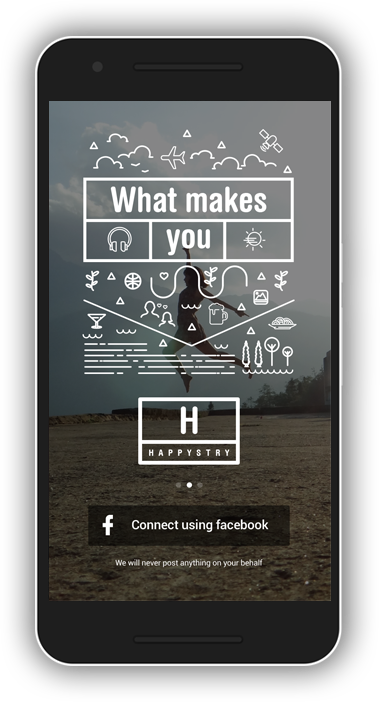 What makes
you
H
HAPPYSTRY
f
Connect using facebook
We will never post anything on your behalf